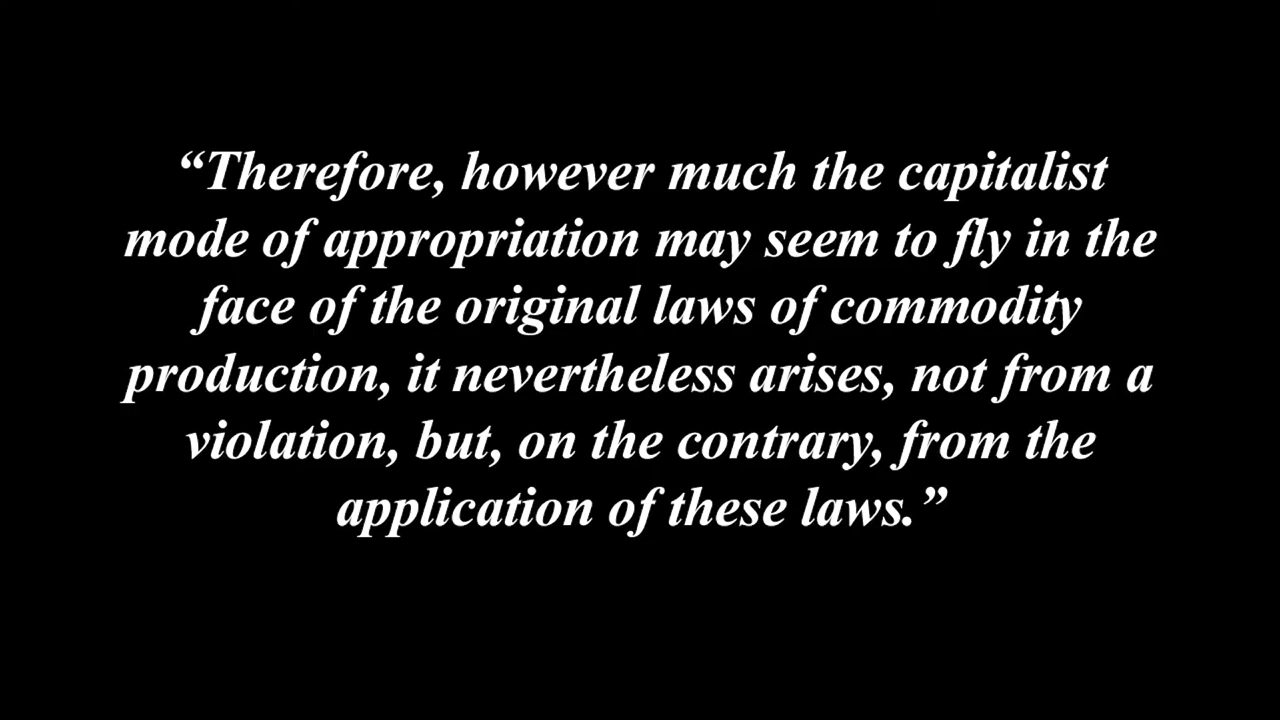 “Therefore, however much the capitalist
mode of appropriation may seem to fly in the
face of the original laws of commodity
production, it nevertheless arises, not from a
violation, but, on the contrary, from the
application of these laws.”